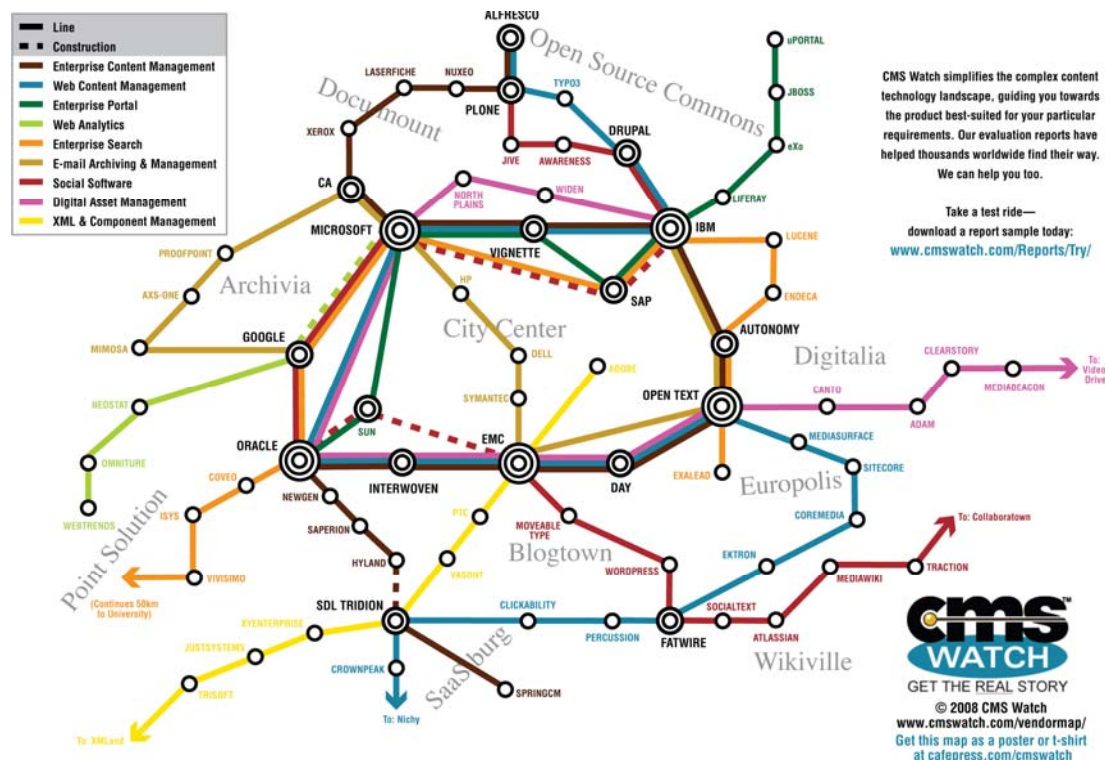 Line
Construction
Enterprise Content Management
Web Content Management
Enterprise Portal
Web Analytics
Enterprise Search
E-mail Archiving & Management
Social Software
Digital Asset Management
XML & Component Management
ALFRESCO
Open Source Commons
uPORTAL
LASERFICHE
NUXEO
PLONE
TYPO3
JBOSS
Documount
XEROX
DRUPAL
JIVE
AWARENESS
eXo
CA
NORTH
PLAINS
WIDEN
LIFERAY
MICROSOFT
VIGNETTE
IBM
LUCENE
PROOFPOINT
Archivia
AXS-ONE
HP
SAP
ENDECA
City Center
MIMOSA
GOOGLE
DELL
AUTONOMY
Digitalia
ADOBE
CLEARSTORY
To:
Video
Drive
MEDIABEACON
NEOSTAT
SYMANTEC
OPEN TEXT
CANTO
ADAM
SUN
EMC
MEDIASURFACE
OMNITURE
ORACLE
INTERWOVEN
DAY
EXALEAD
SITECORE
Europolis
COVEO
NEWGEN
WEBTRENDS
ISYS
SAPERION
PTC
MOVEABLE
TYPE
COREMEDIA
To: Collaboratown
Point Solution
Blogtown
HYLAND
VAGONT
WORDPRESS
EKTRON
MEDIAWIKI
TRACTION
VIVISIMO
(Continues 50km
to University)
SDL TRIDION
CLICKABILITY
PERCUSSION
FATWIRE
SOCIALTEXT
ATLASSIAN
Wikiville
XYENTERPRISE
JUSTSYSTEMS
TRISOFT
To: XMLand
CROWNPEAK
SaaSburg
SPRINGCM
To: Nichy
CMS Watch simplifies the complex content
technology landscape, guiding you towards
the product best-suited for your particular
requirements. Our evaluation reports have
helped thousands worldwide find their way.
We can help you too.
Take a test ride—
download a report sample today:
www.cmswatch.com/Reports/Try/
cms™
WATCH
GET THE REAL STORY
© 2008 CMS Watch
www.cmswatch.com/vendormap/
Get this map as a poster or t-shirt
at cafepress.com/cmswatch